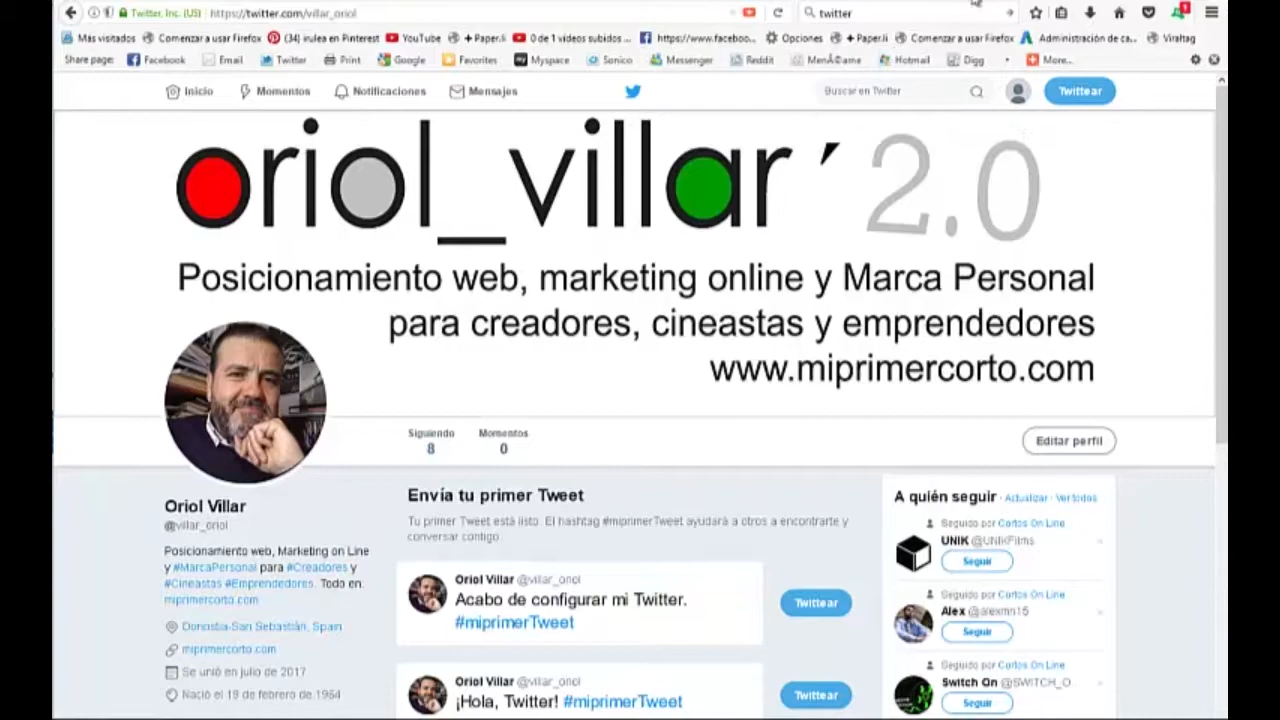 Twitter, Inc. (US) https://twitter.com/villar_oriol twitter
Más visitados Comenzar a usar Firefox (34) irulea en Pinterest YouTube + Paper.li 0 de 1 vídeos subidos ... https://www.faceboo... Opciones + Paper.li Comenzar a usar Firefox Administración de ca... Viraltag
Share page: Facebook Email Twitter Print Google Favorites Myspace Sonico Messenger Reddit MenÃ©ame Hotmail Digg More...
Inicio Momentos Notificaciones Mensajes Buscar en Twitter Twittear
oriol_villar ' 2.0
Posicionamiento web, marketing online y Marca Personal
para creadores, cineastas y emprendedores
www.miprimercorto.com
Siguiendo Momentos
8 0
Editar perfil
Oriol Villar
@villar_oriol
Posicionamiento web, Marketing on Line
y #MarcaPersonal para #Creadores y
#Cineastas #Emprendedores. Todo en:
miprimercorto.com
Donostia-San Sebastián, Spain
miprimercorto.com
Se unió en julio de 2017
Nació el 19 de febrero de 1964
Envía tu primer Tweet
Tu primer Tweet está listo. El hashtag #miprimerTweet ayudará a otros a encontrarte y
conversar contigo.
Oriol Villar @villar_oriol
Acabo de configurar mi Twitter.
#miprimerTweet
Twittear
Oriol Villar @villar_oriol
¡Hola, Twitter! #miprimerTweet
Twittear
A quién seguir · Actualizar · Ver todos
Seguido por Carlos On Line
UNIK @UNIKFilms
Seguir
Seguido por Carlos On Line
Alex @alexmn15
Seguir
Seguido por Carlos On Line
Switch On @SWITCH_O...
Seguir